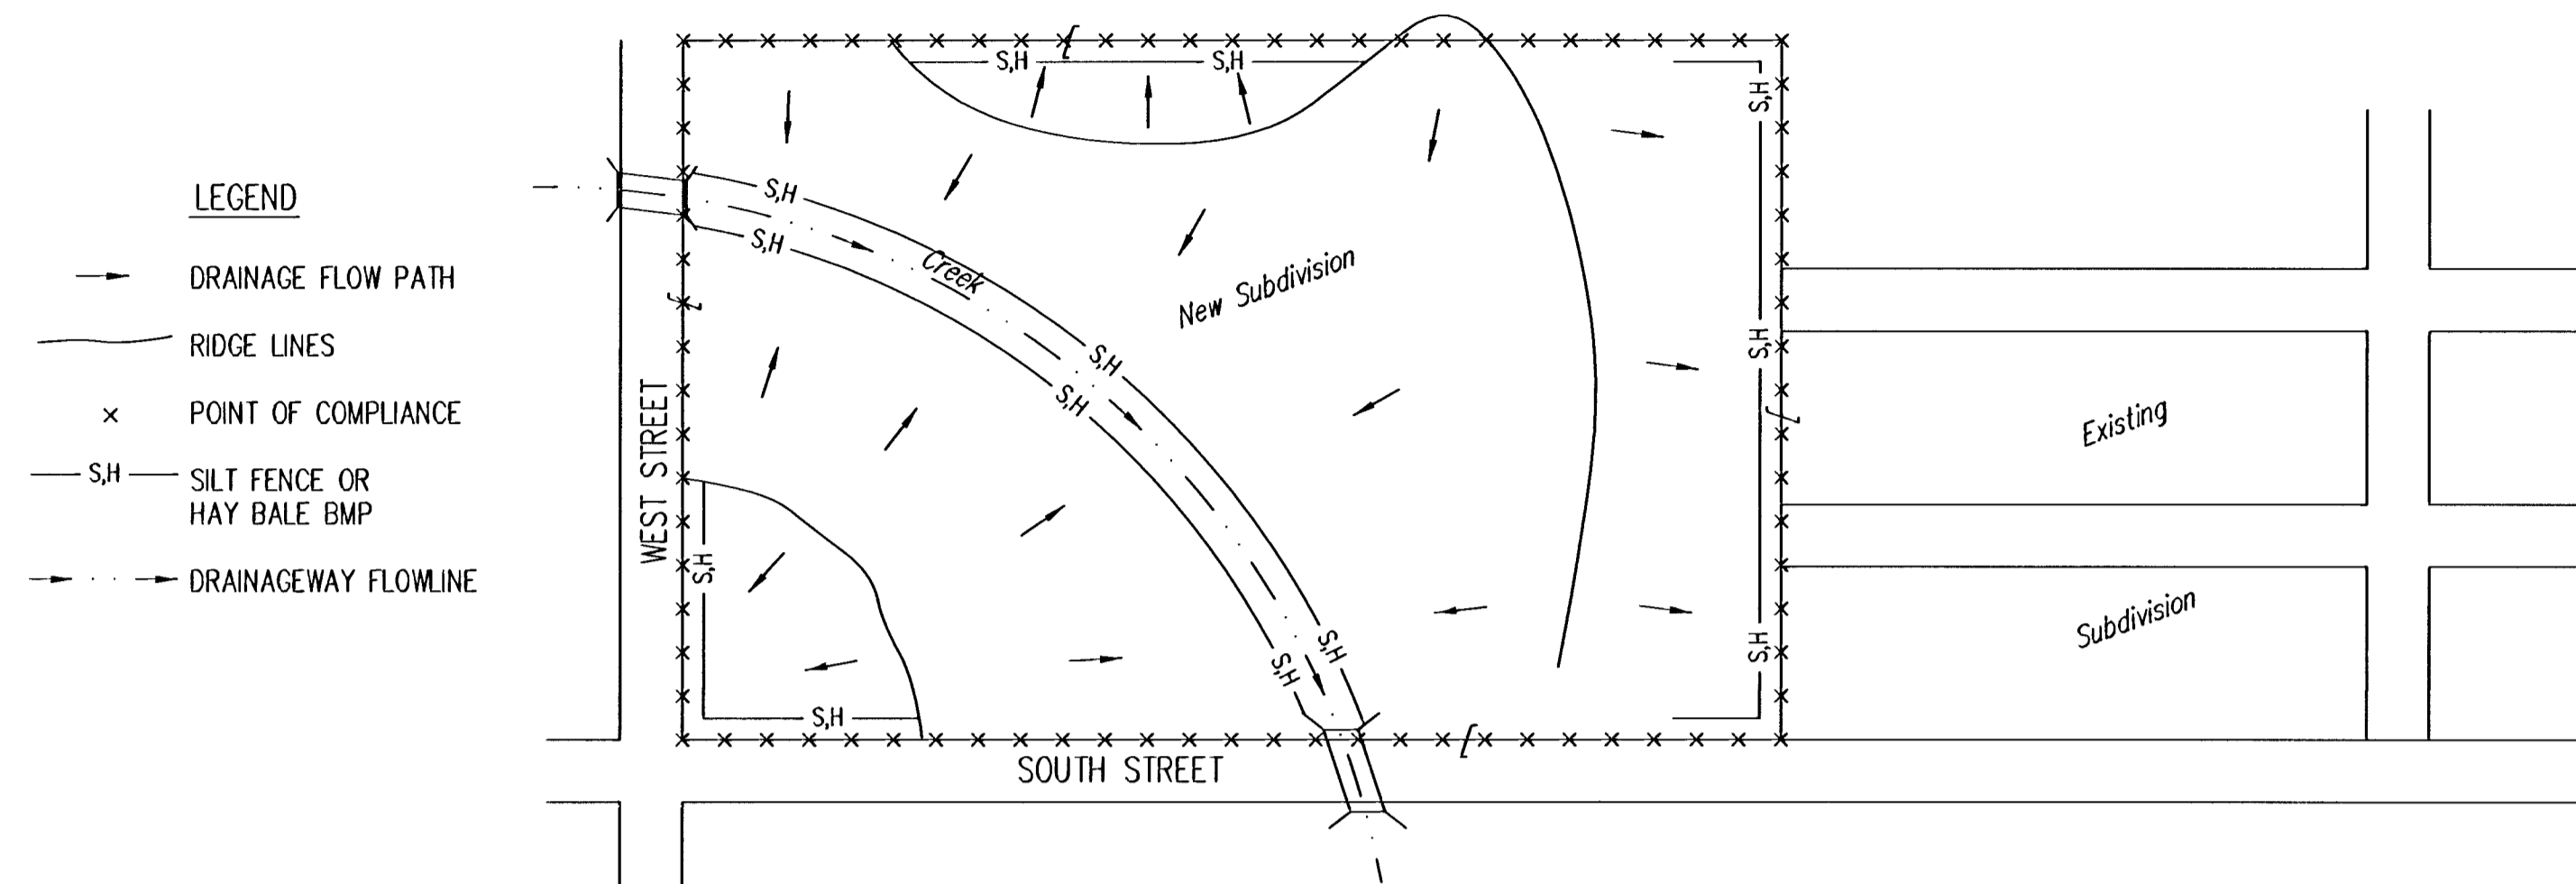 LEGEND
DRAINAGE FLOW PATH
RIDGE LINES
x POINT OF COMPLIANCE
S,H SILT FENCE OR
HAY BALE BMP
DRAINAGEWAY FLOWLINE
S,H
S,H
S,H
S,H
S,H
Creek
New Subdivision
S,H
S,H
S,H
WEST STREET
Existing
S,H
S,H
S,H
S,H
Subdivision
S,H
SOUTH STREET